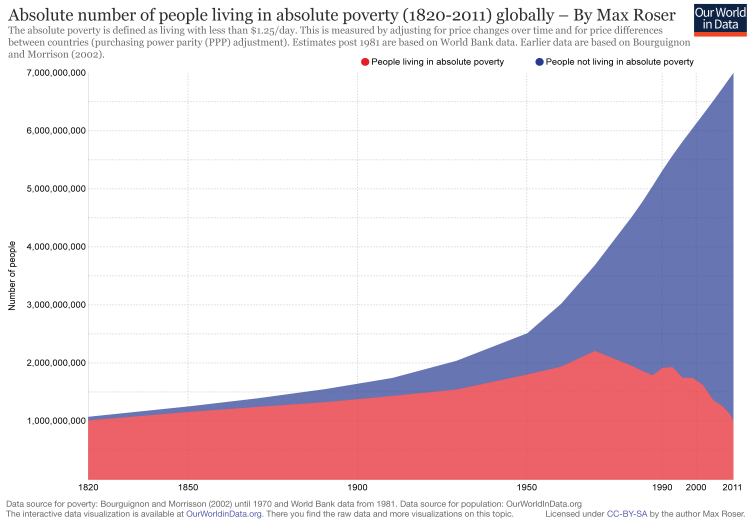 Absolute number of people living in absolute poverty (1820-2011) globally – By Max Roser
Our World
in Data
The absolute poverty is defined as living with less than $1.25/day. This is measured by adjusting for price changes over time and for price differences
between countries (purchasing power parity (PPP) adjustment). Estimates post 1981 are based on World Bank data. Earlier data are based on Bourguignon
and Morrison (2002).
People living in absolute poverty
People not living in absolute poverty
7,000,000,000
6,000,000,000
5,000,000,000
4,000,000,000
3,000,000,000
2,000,000,000
1,000,000,000
Number of people
1820
1850
1900
1950
1990
2000
2011
Data source for poverty: Bourguignon and Morrisson (2002) until 1970 and World Bank data from 1981. Data source for population: OurWorldInData.org
The interactive data visualization is available at OurWorldinData.org. There you find the raw data and more visualizations on this topic.
Licensed under CC-BY-SA by the author Max Roser.